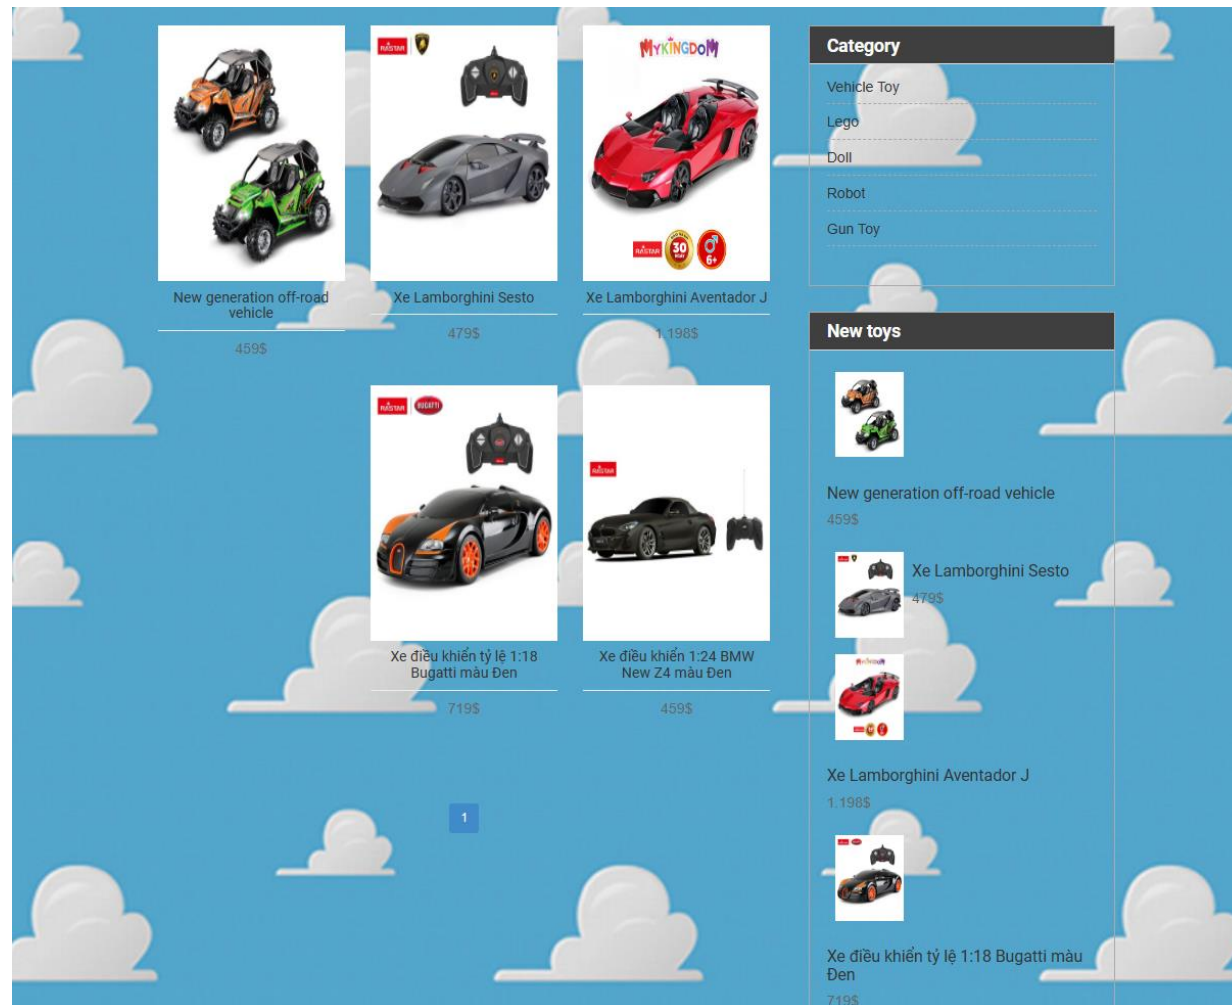 RASTAR
MYKINGDOM
RASTAR
30
6+
New generation off-road
vehicle
459$
Xe Lamborghini Sesto
479$
Xe Lamborghini Aventador J
1.198$
RASTAR
BUGATTI
RASTAR
Xe điều khiển tỷ lệ 1:18
Bugatti màu Đen
719$
Xe điều khiển 1:24 BMW
New Z4 màu Đen
459$
1
Category
Vehicle Toy
Lego
Doll
Robot
Gun Toy
New toys
New generation off-road vehicle
459$
Xe Lamborghini Sesto
479$
Xe Lamborghini Aventador J
1.198$
Xe điều khiển tỷ lệ 1:18 Bugatti màu
Đen
719$